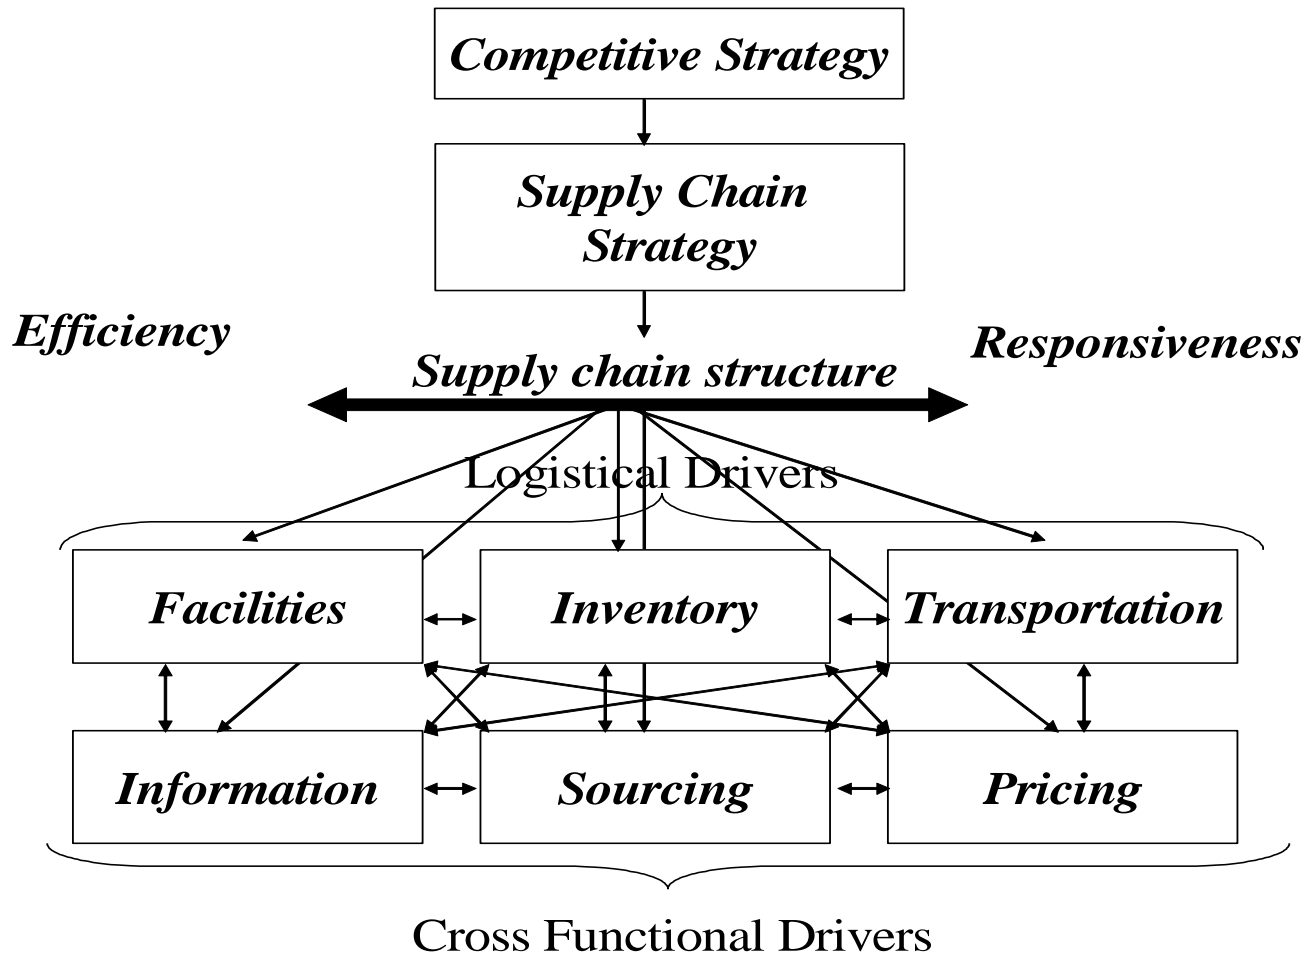 Competitive Strategy
Supply Chain
Strategy
Efficiency
Responsiveness
Supply chain structure
Logistical Drivers
Facilities
Inventory
Transportation
Information
Sourcing
Pricing
Cross Functional Drivers